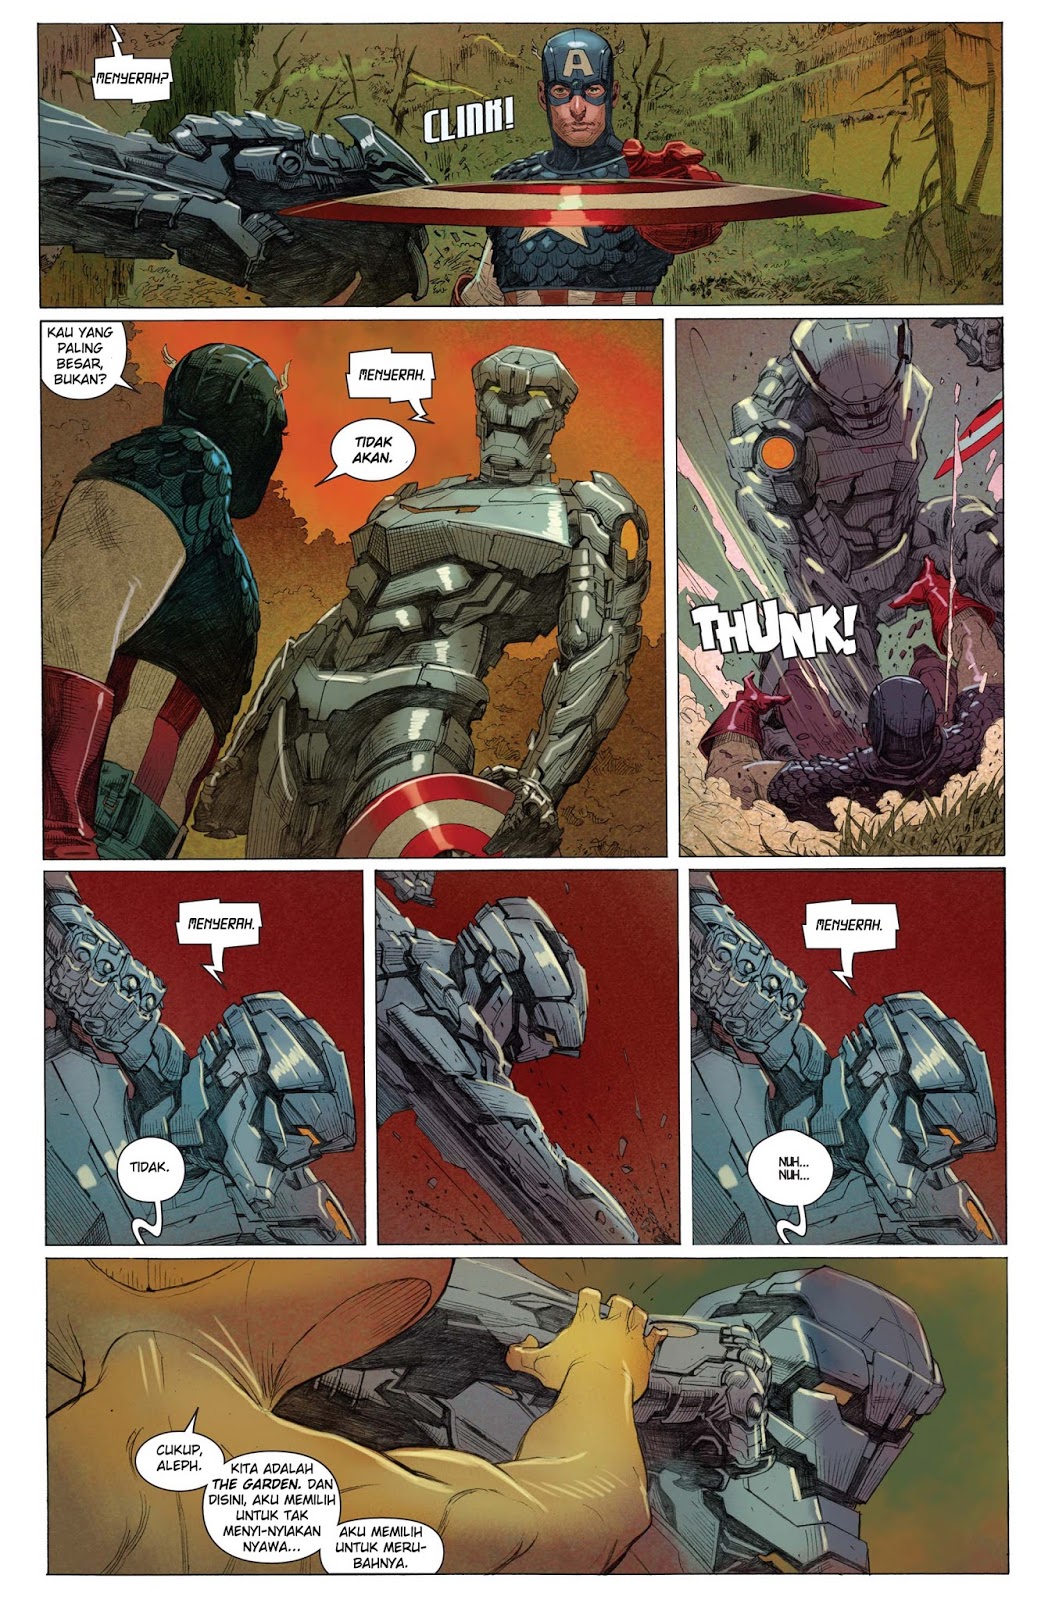 MENYERAH?
CLINK!
KAU YANG
PALING
BESAR,
BUKAN?
MENYERAH.
TIDAK
AKAN.
THUNK!
MENYERAH.
TIDAK.
MENYERAH.
NUH...
NUH...
CUKUP,
ALEPH.
KITA ADALAH
THE GARDEN. DAN
DISINI, AKU MEMILIH
UNTUK TAK
MENYI-NYIAKAN
NYAWA...
AKU MEMILIH
UNTUK MERU-
BAHNYA.
A